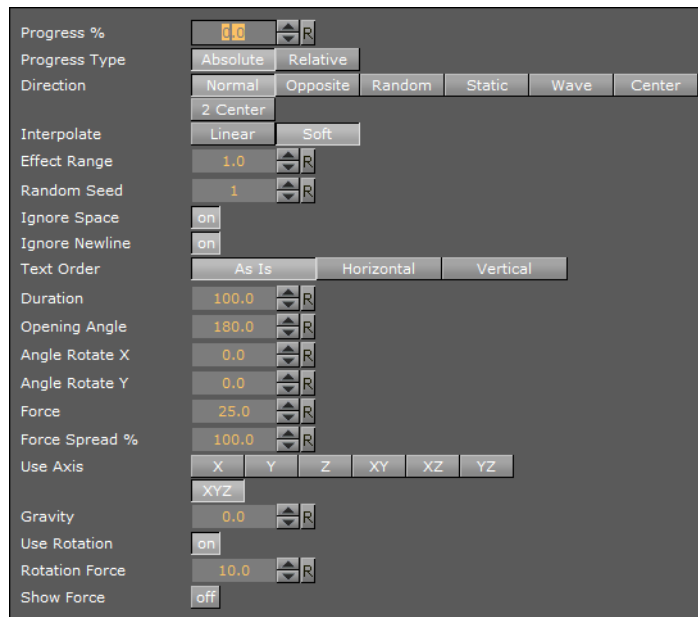 Progress % 0.0 R
Progress Type Absolute Relative
Direction Normal Opposite Random Static Wave Center
2 Center
Interpolate Linear Soft
Effect Range 1.0 R
Random Seed 1 R
Ignore Space on
Ignore Newline on
Text Order As Is Horizontal Vertical
Duration 100.0 R
Opening Angle 180.0 R
Angle Rotate X 0.0 R
Angle Rotate Y 0.0 R
Force 25.0 R
Force Spread % 100.0 R
Use Axis X Y Z XY XZ YZ
XYZ
Gravity 0.0 R
Use Rotation on
Rotation Force 10.0 R
Show Force off